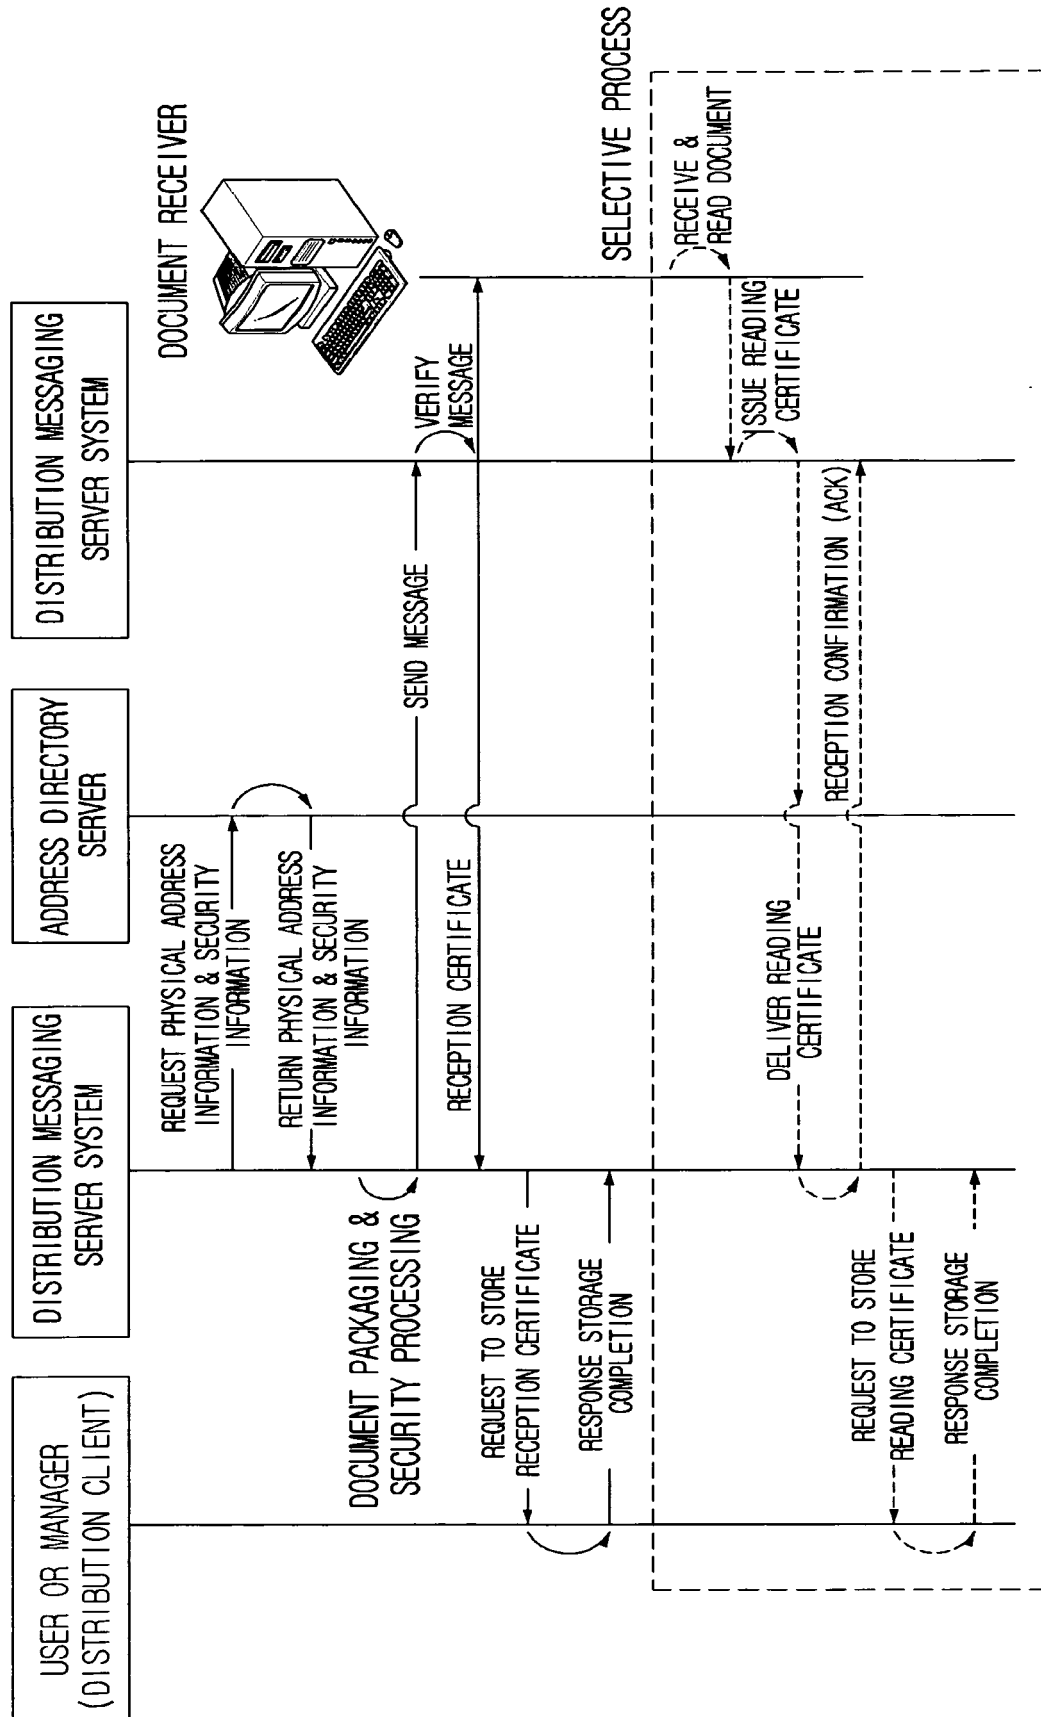 USER OR MANAGER
(DISTRIBUTION CLIENT)
DISTRIBUTION MESSAGING
SERVER SYSTEM
ADDRESS DIRECTORY
SERVER
DISTRIBUTION MESSAGING
SERVER SYSTEM
DOCUMENT RECEIVER
REQUEST PHYSICAL ADDRESS
INFORMATION & SECURITY
INFORMATION
RETURN PHYSICAL ADDRESS
INFORMATION & SECURITY
INFORMATION
DOCUMENT PACKAGING &
SECURITY PROCESSING
SEND MESSAGE
VERIFY
MESSAGE
RECEPTION CERTIFICATE
REQUEST TO STORE
RECEPTION CERTIFICATE
RESPONSE STORAGE
COMPLETION
SELECTIVE PROCESS
RECEIVE &
READ DOCUMENT
ISSUE READING
CERTIFICATE
DELIVER READING
CERTIFICATE
RECEPTION CONFIRMATION (ACK)
REQUEST TO STORE
READING CERTIFICATE
RESPONSE STORAGE
COMPLETION